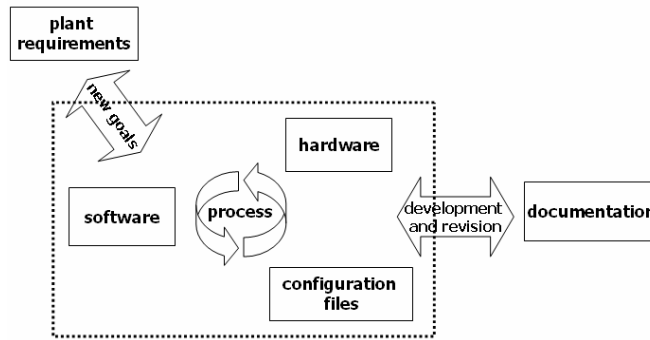 plant
requirements
new goals
hardware
software
process
development
and revision
documentation
configuration
files